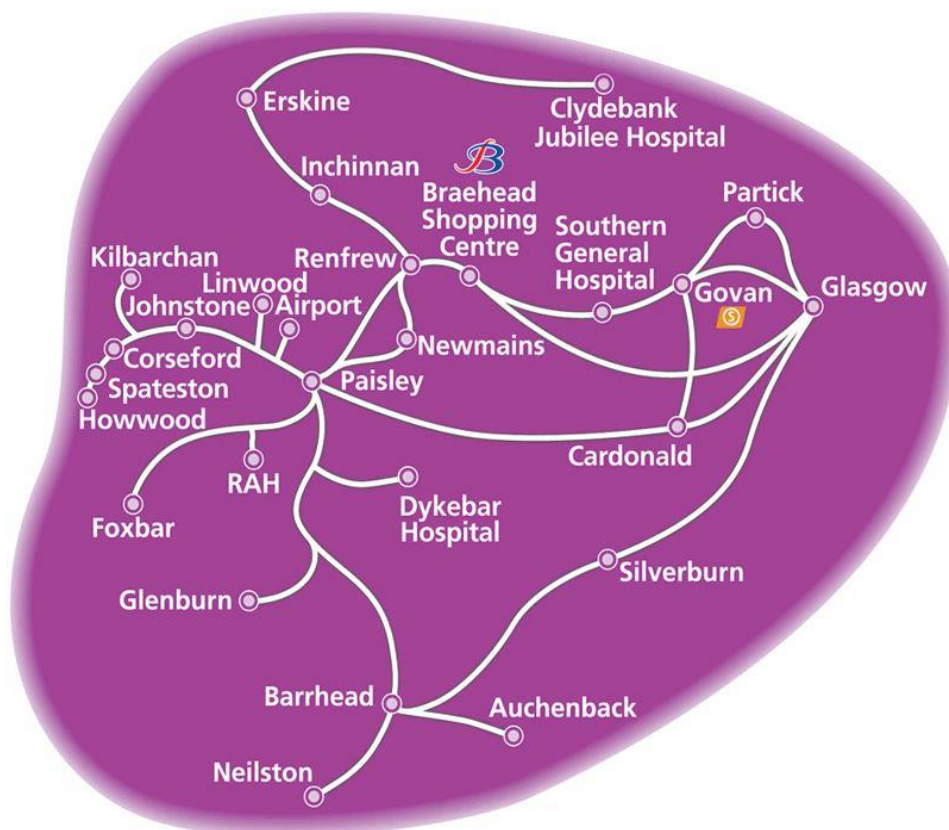 Erskine
Clydebank
Jubilee Hospital
Inchinnan
B
Braehead
Shopping
Centre
Partick
Southern
General
Hospital
Kilbarchan
Renfrew
Linwood
Govan
Glasgow
Johnstone
Airport
S
Newmains
Corseford
Paisley
Spateston
Howwood
Cardonald
RAH
Dykebar
Hospital
Foxbar
Silverburn
Glenburn
Barrhead
Auchenback
Neilston